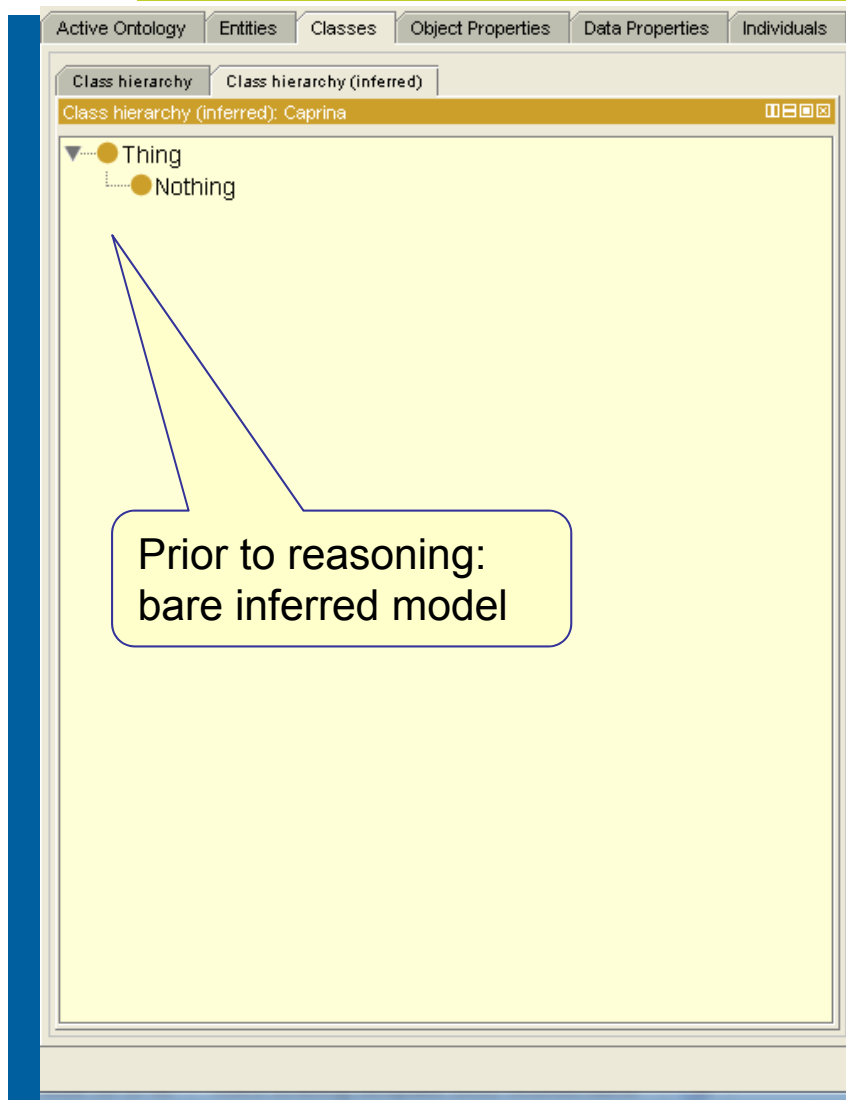 Active Ontology Entities Classes Object Properties Data Properties Individuals
Class hierarchy Class hierarchy (inferred)
Class hierarchy (inferred): Caprina
Thing
Nothing
Prior to reasoning:
bare inferred model